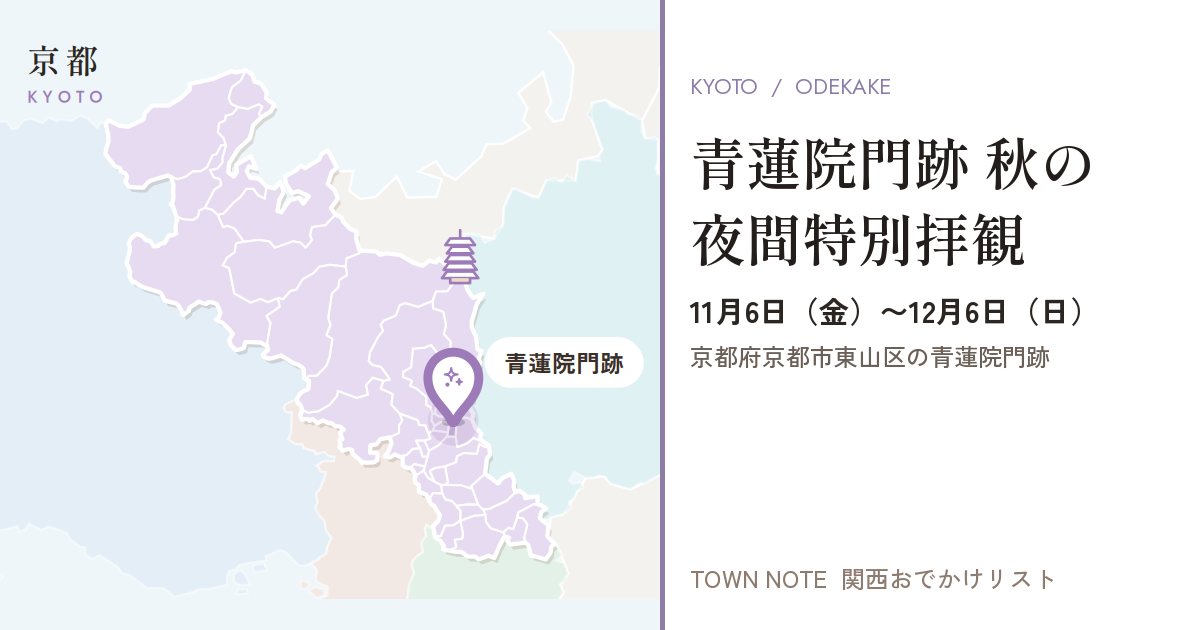 京都
KYOTO
青蓮院門跡
KYOTO / ODEKAKE
青蓮院門跡 秋の
夜間特別拝観
11月6日（金）〜12月6日（日）
京都府京都市東山区の青蓮院門跡
TOWN NOTE 関西おでかけリスト